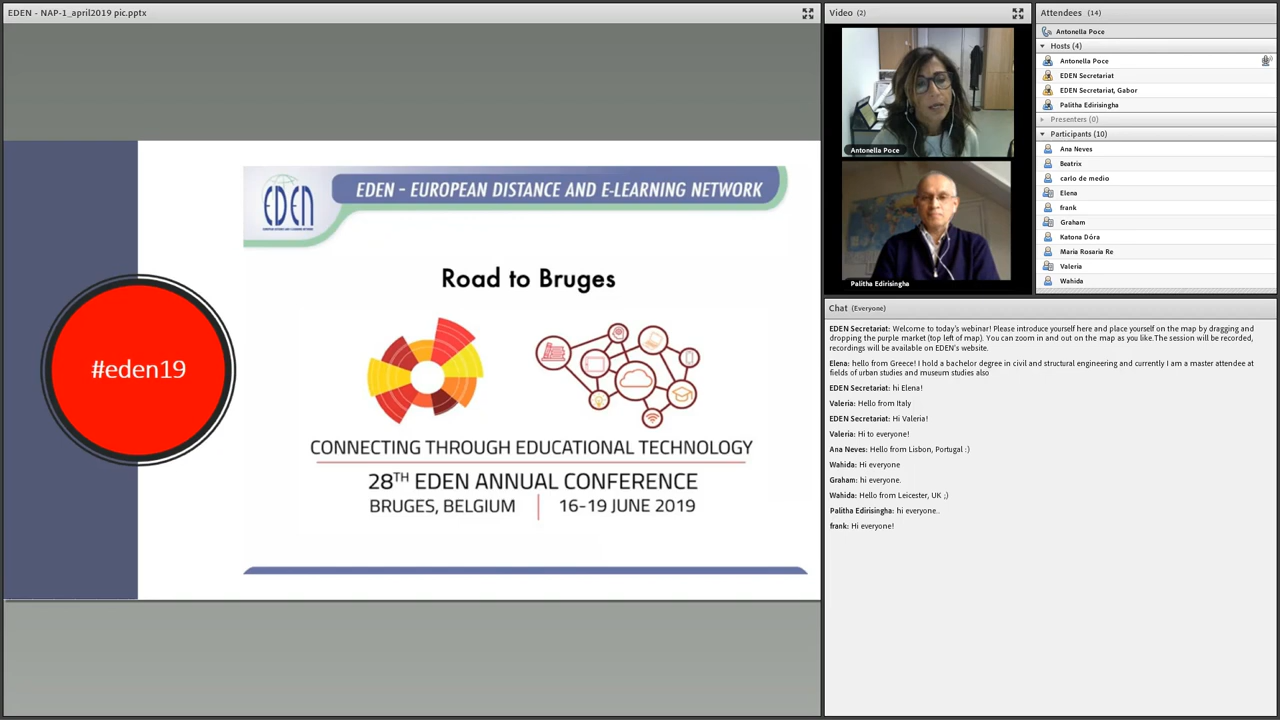 EDEN - NAP-1_april2019 pic.pptx
EDEN
EDEN - EUROPEAN DISTANCE AND E-LEARNING NETWORK
Road to Bruges
#eden19
CONNECTING THROUGH EDUCATIONAL TECHNOLOGY
28TH EDEN ANNUAL CONFERENCE
BRUGES, BELGIUM | 16-19 JUNE 2019
Video (2)
Antonella Poce
Palitha Edirisingha
Attendees (14)
Antonella Poce
Hosts (4)
Antonella Poce
EDEN Secretariat
EDEN Secretariat, Gabor
Palitha Edirisingha
Presenters (0)
Participants (10)
Ana Neves
Beatrix
carlo de medio
Elena
frank
Graham
Katona Dóra
Maria Rosaria Re
Valeria
Wahida
Chat (Everyone)
EDEN Secretariat: Welcome to today's webinar! Please introduce yourself here and place yourself on the map by dragging and
dropping the purple market (top left of map). You can zoom in and out on the map as you like.The session will be recorded,
recordings will be available on EDEN's website.
Elena: hello from Greece! I hold a bachelor degree in civil and structural engineering and currently I am a master attendee at
fields of urban studies and museum studies also
EDEN Secretariat: hi Elena!
Valeria: Hello from Italy
EDEN Secretariat: Hi Valeria!
Valeria: Hi to everyone!
Ana Neves: Hello from Lisbon, Portugal :)
Wahida: Hi everyone
Graham: hi everyone.
Wahida: Hello from Leicester, UK ;)
Palitha Edirisingha: hi everyone..
frank: Hi everyone!